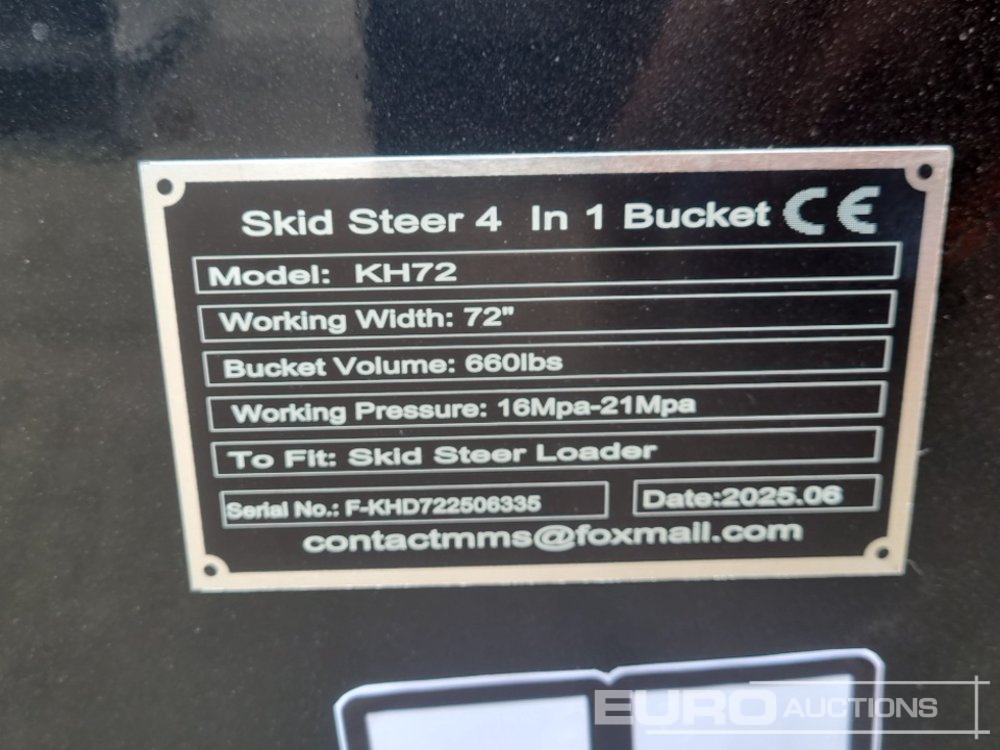 Skid Steer 4 In 1 Bucket CE
Model: KH72
Working Width: 72"
Bucket Volume: 660lbs
Working Pressure: 16Mpa-21Mpa
To Fit: Skid Steer Loader
Serial No.: F-KHD722506335
Date:2025.06
contactmms@foxmail.com
EURO AUCTIONS